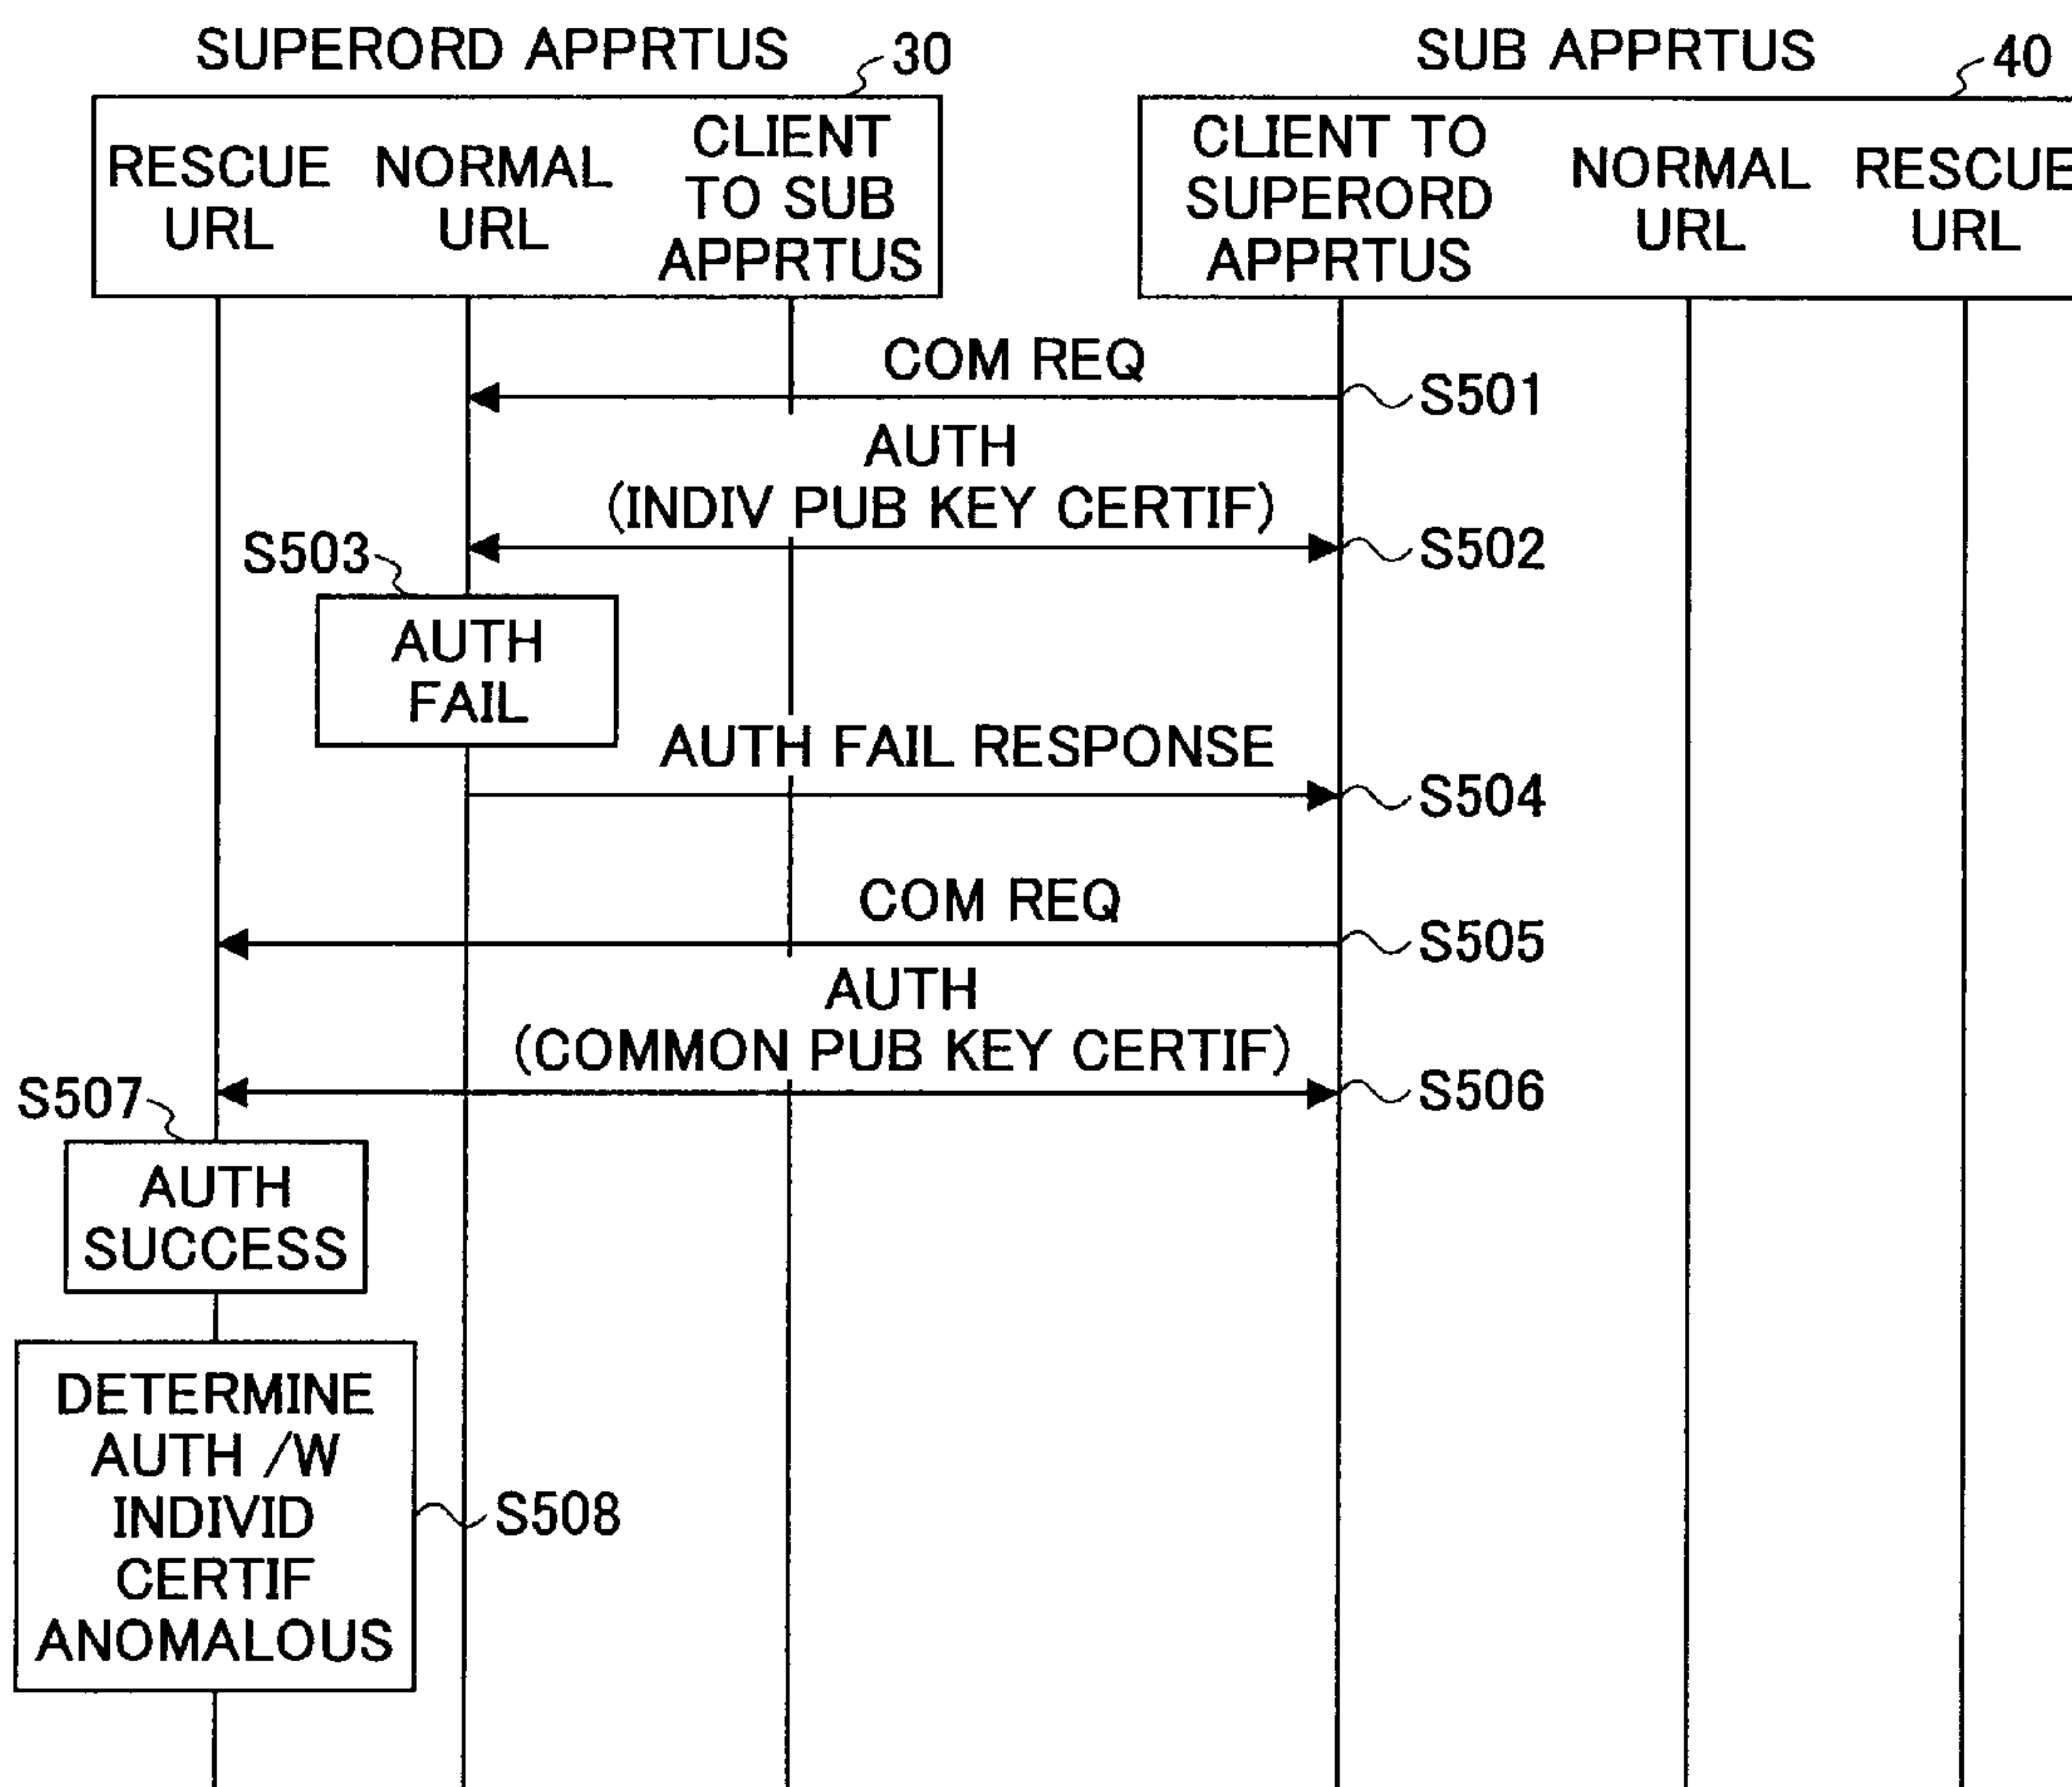 SUPERORD APPRTUS
30
SUB APPRTUS
40
RESCUE
URL
NORMAL
URL
CLIENT
TO SUB
APPRTUS
CLIENT TO
SUPERORD
APPRTUS
NORMAL
URL
RESCUE
URL
COM REQ
S501
AUTH
(INDIV PUB KEY CERTIF)
S502
S503
AUTH
FAIL
AUTH FAIL RESPONSE
S504
COM REQ
S505
AUTH
(COMMON PUB KEY CERTIF)
S506
S507
AUTH
SUCCESS
DETERMINE
AUTH /W
INDIVID
CERTIF
ANOMALOUS
S508